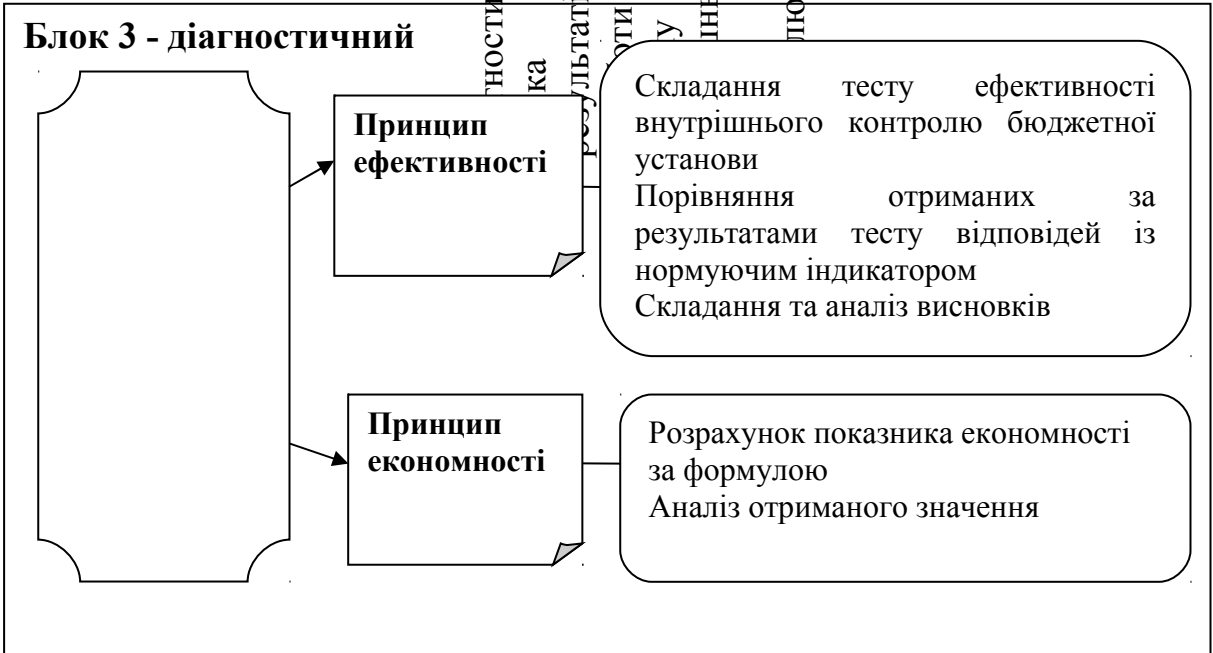 Блок 3 - діагностичний
Принцип
ефективності
Складання тесту ефективності
внутрішнього контролю бюджетної
установи
Порівняння отриманих за
результатами тесту відповідей із
нормуючим індикатором
Складання та аналіз висновків
Принцип
економності
Розрахунок показника економності
за формулою
Аналіз отриманого значення